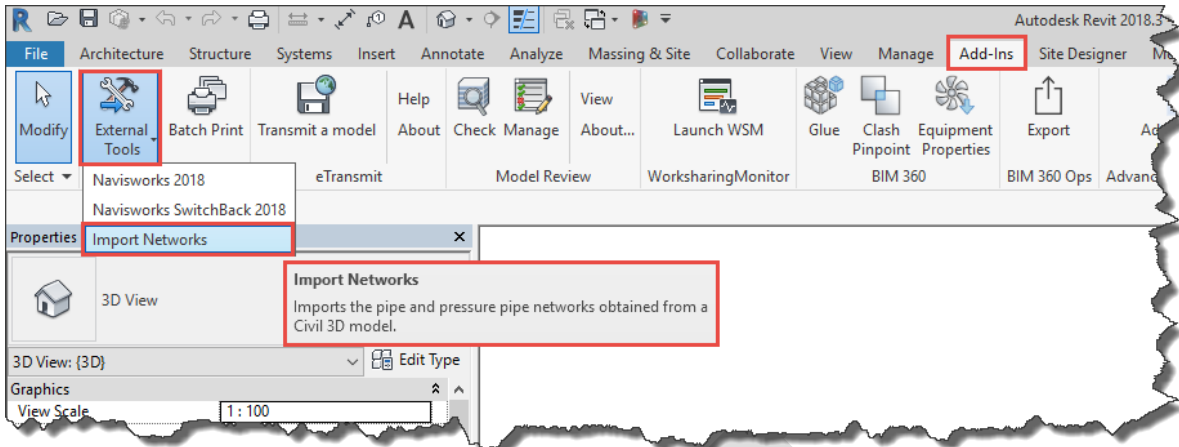 Autodesk Revit 2018.3
File Architecture Structure Systems Insert Annotate Analyze Massing & Site Collaborate View Manage Add-Ins Site Designer
Modify External Tools Batch Print Transmit a model Help About Check Manage View About... Launch WSM Glue Clash Pinpoint Equipment Properties Export
Select eTransmit Model Review WorksharingMonitor BIM 360 BIM 360 Ops
Navisworks 2018
Navisworks SwitchBack 2018
Import Networks
Properties
Import Networks
Imports the pipe and pressure pipe networks obtained from a
Civil 3D model.
3D View
3D View: {3D} Edit Type
Graphics
View Scale 1 : 100